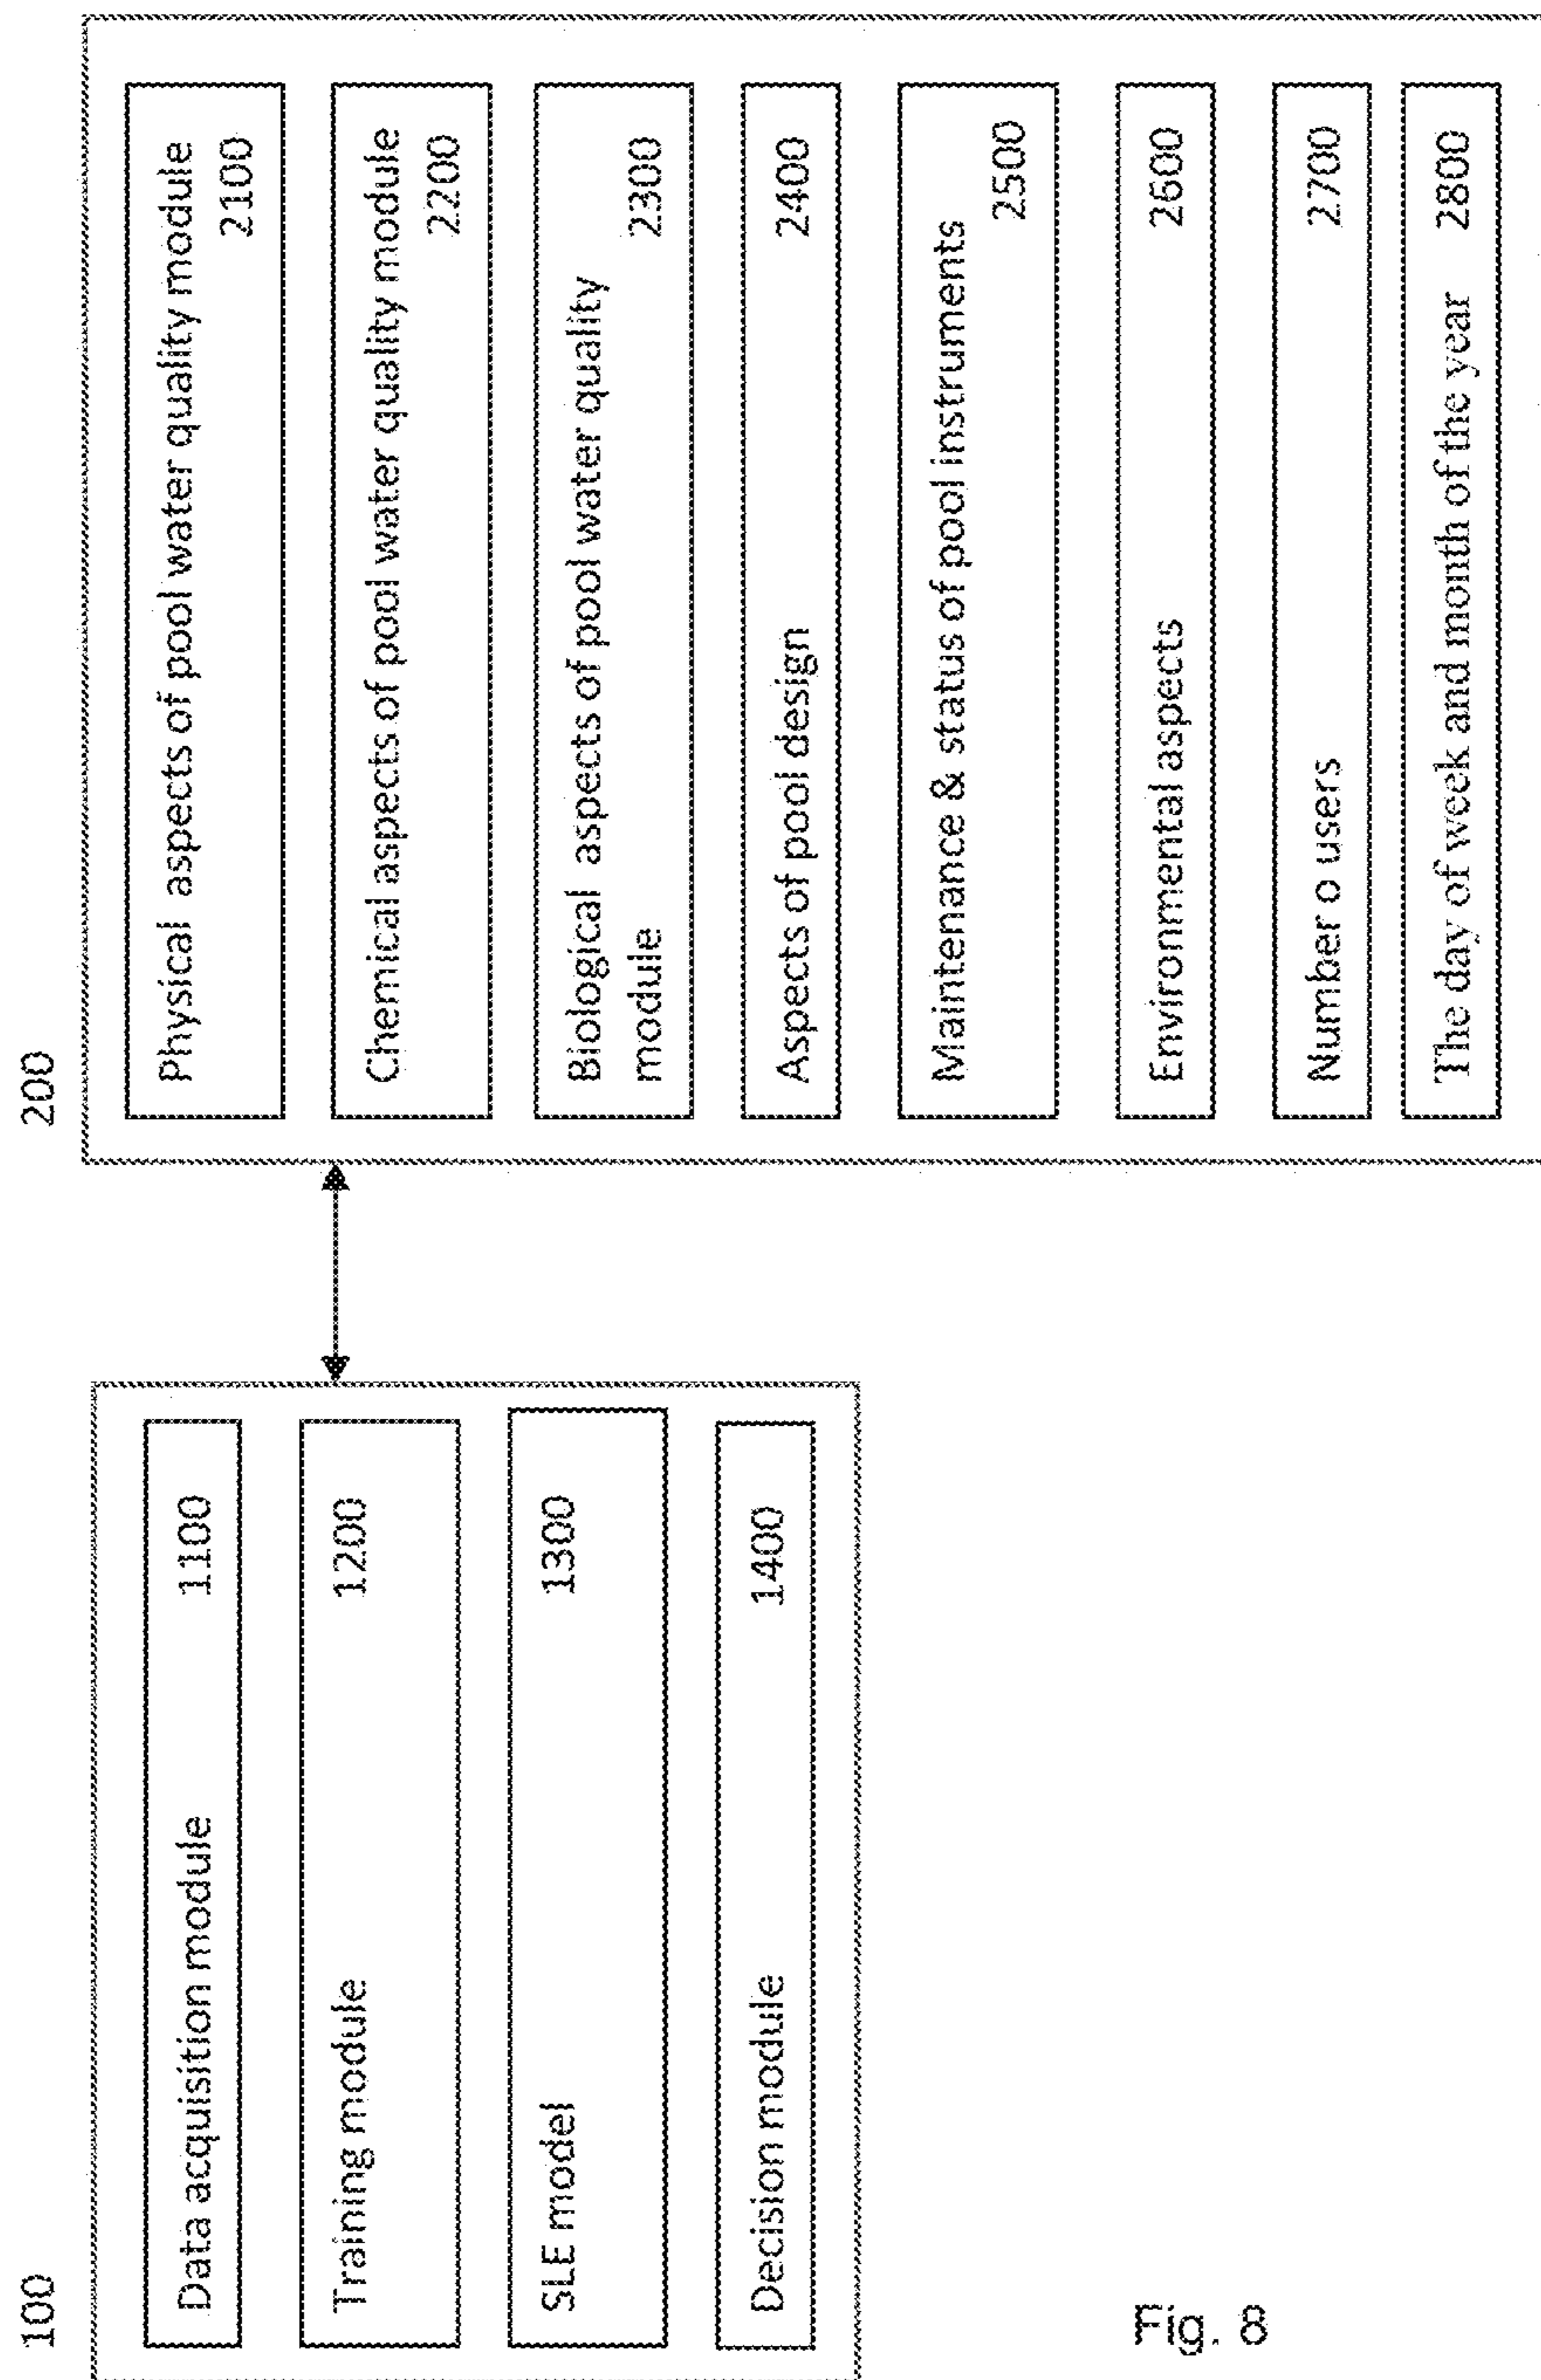 100
Data acquisition module 1100
Training module 1200
SLE model 1300
Decision module 1400
200
Physical aspects of pool water quality module
2100
Chemical aspects of pool water quality module
2200
Biological aspects of pool water quality
module 2300
Aspects of pool design 2400
Maintenance & status of pool instruments
2500
Environmental aspects 2600
Number o users 2700
The day of week and month of the year 2800
Fig. 8